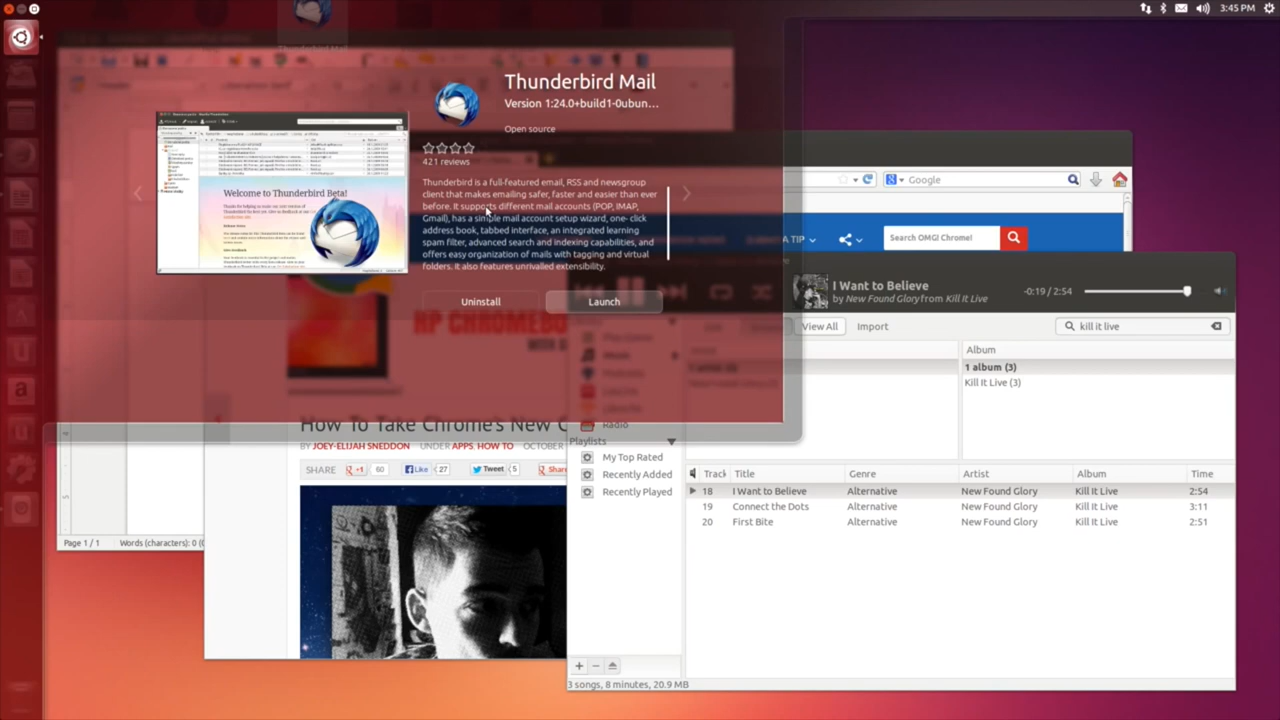 3:45 PM
Thunderbird Mail
Version 1:24.0+build1-0ubun...
Open source
421 reviews
Thunderbird is a full-featured email, RSS and newsgroup
client that makes emailing safer, faster and easier than ever
before. It supports different mail accounts (POP, IMAP,
Gmail), has a simple mail account setup wizard, one- click
address book, tabbed interface, an integrated learning
spam filter, advanced search and indexing capabilities, and
offers easy organization of mails with tagging and virtual
folders. It also features unrivalled extensibility.
Uninstall
Launch
Welcome to Thunderbird Beta!
Google
A TIP
Search OMG! Chrome!
I Want to Believe
by New Found Glory from Kill It Live
-0:19 / 2:54
View All
Import
kill it live
Album
1 album (3)
Kill It Live (3)
HP CHROMEBO
WITH
How To Take Chrome's New
BY JOEY-ELIJAH SNEDDON UNDER APPS, HOW TO OCTOBER
SHARE +1 60 Like 27 Tweet 5 Share
Radio
Playlists
My Top Rated
Recently Added
Recently Played
Track Title Genre Artist Album Time
18 I Want to Believe Alternative New Found Glory Kill It Live 2:54
19 Connect the Dots Alternative New Found Glory Kill It Live 3:11
20 First Bite Alternative New Found Glory Kill It Live 2:51
Page 1 / 1
Words (characters): 0 (0
3 songs, 8 minutes, 20.9 MB